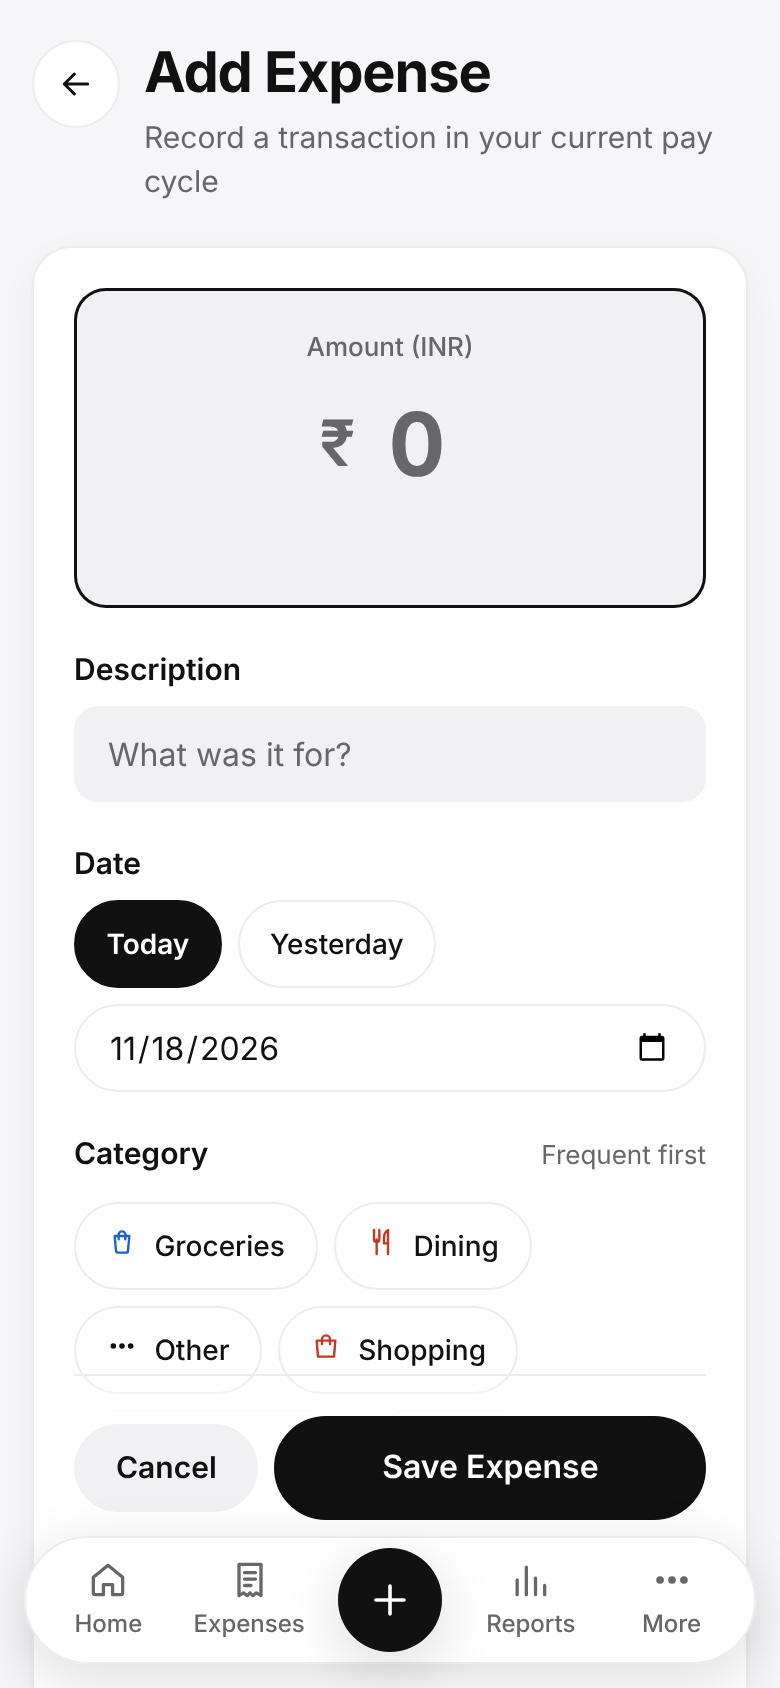 Add Expense
Record a transaction in your current pay
cycle
Amount (INR)
₹ 0
Description
What was it for?
Date
Today Yesterday
11/18/2026
Category Frequent first
Groceries Dining
Other Shopping
Cancel Save Expense
Home Expenses Reports More